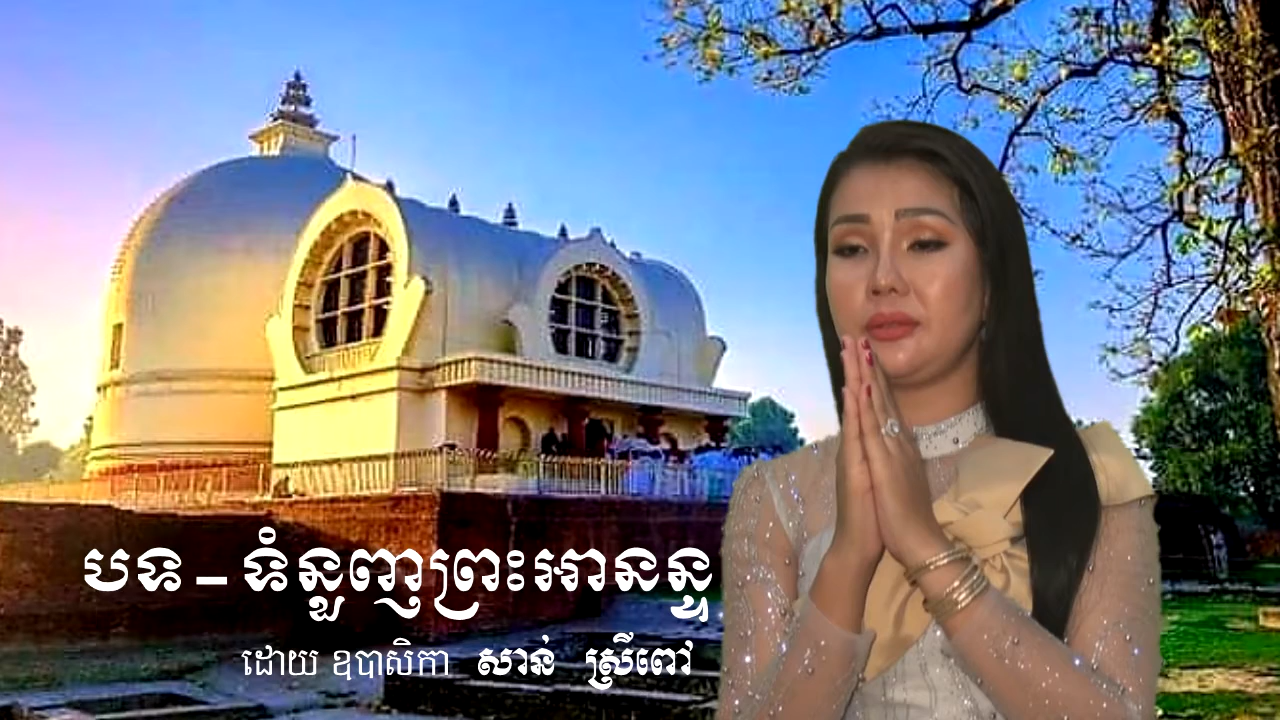 បទ – ទំនួញព្រះអានន្ទ
ដោយ ឧបាសិកា សាន់ ស្រីពៅ